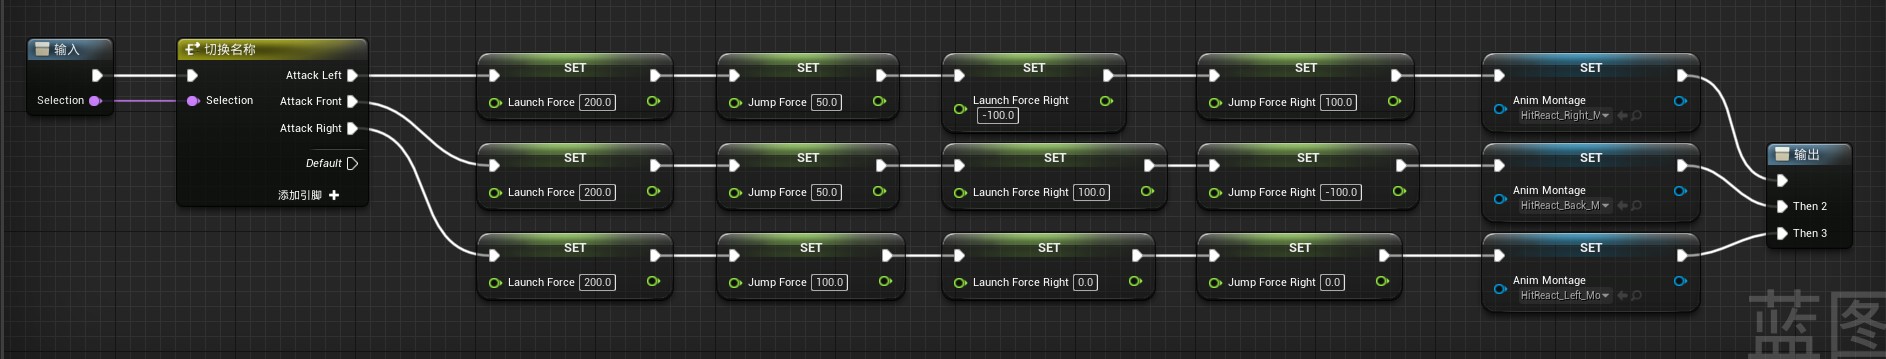 输入
Selection
切换名称
Attack Left
Attack Front
Selection
Attack Right
Default
添加引脚
SET
Launch Force 200.0
SET
Jump Force 50.0
SET
Launch Force Right
-100.0
SET
Jump Force Right 100.0
SET
Anim Montage
HitReact_Right_M
SET
Launch Force 200.0
SET
Jump Force 50.0
SET
Launch Force Right 100.0
SET
Jump Force Right -100.0
SET
Anim Montage
HitReact_Back_M
SET
Launch Force 200.0
SET
Jump Force 100.0
SET
Launch Force Right 0.0
SET
Jump Force Right 0.0
SET
Anim Montage
HitReact_Left_Mo
输出
Then 2
Then 3
蓝图